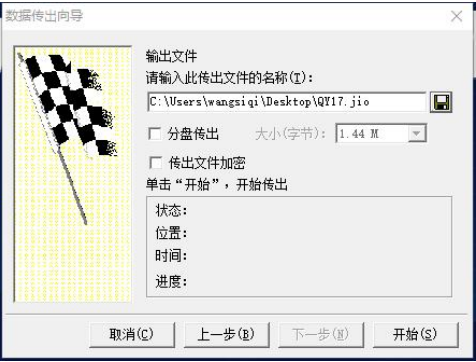 数据传出向导
输出文件
请输入此传出文件的名称(I):
C:\Users\wangsiqi\Desktop\QY17.jio
分盘传出 大小(字节): 1.44 M
传出文件加密
单击“开始”，开始传出
状态:
位置:
时间:
进度:
取消(C) 上一步(B) 下一步(N) 开始(S)